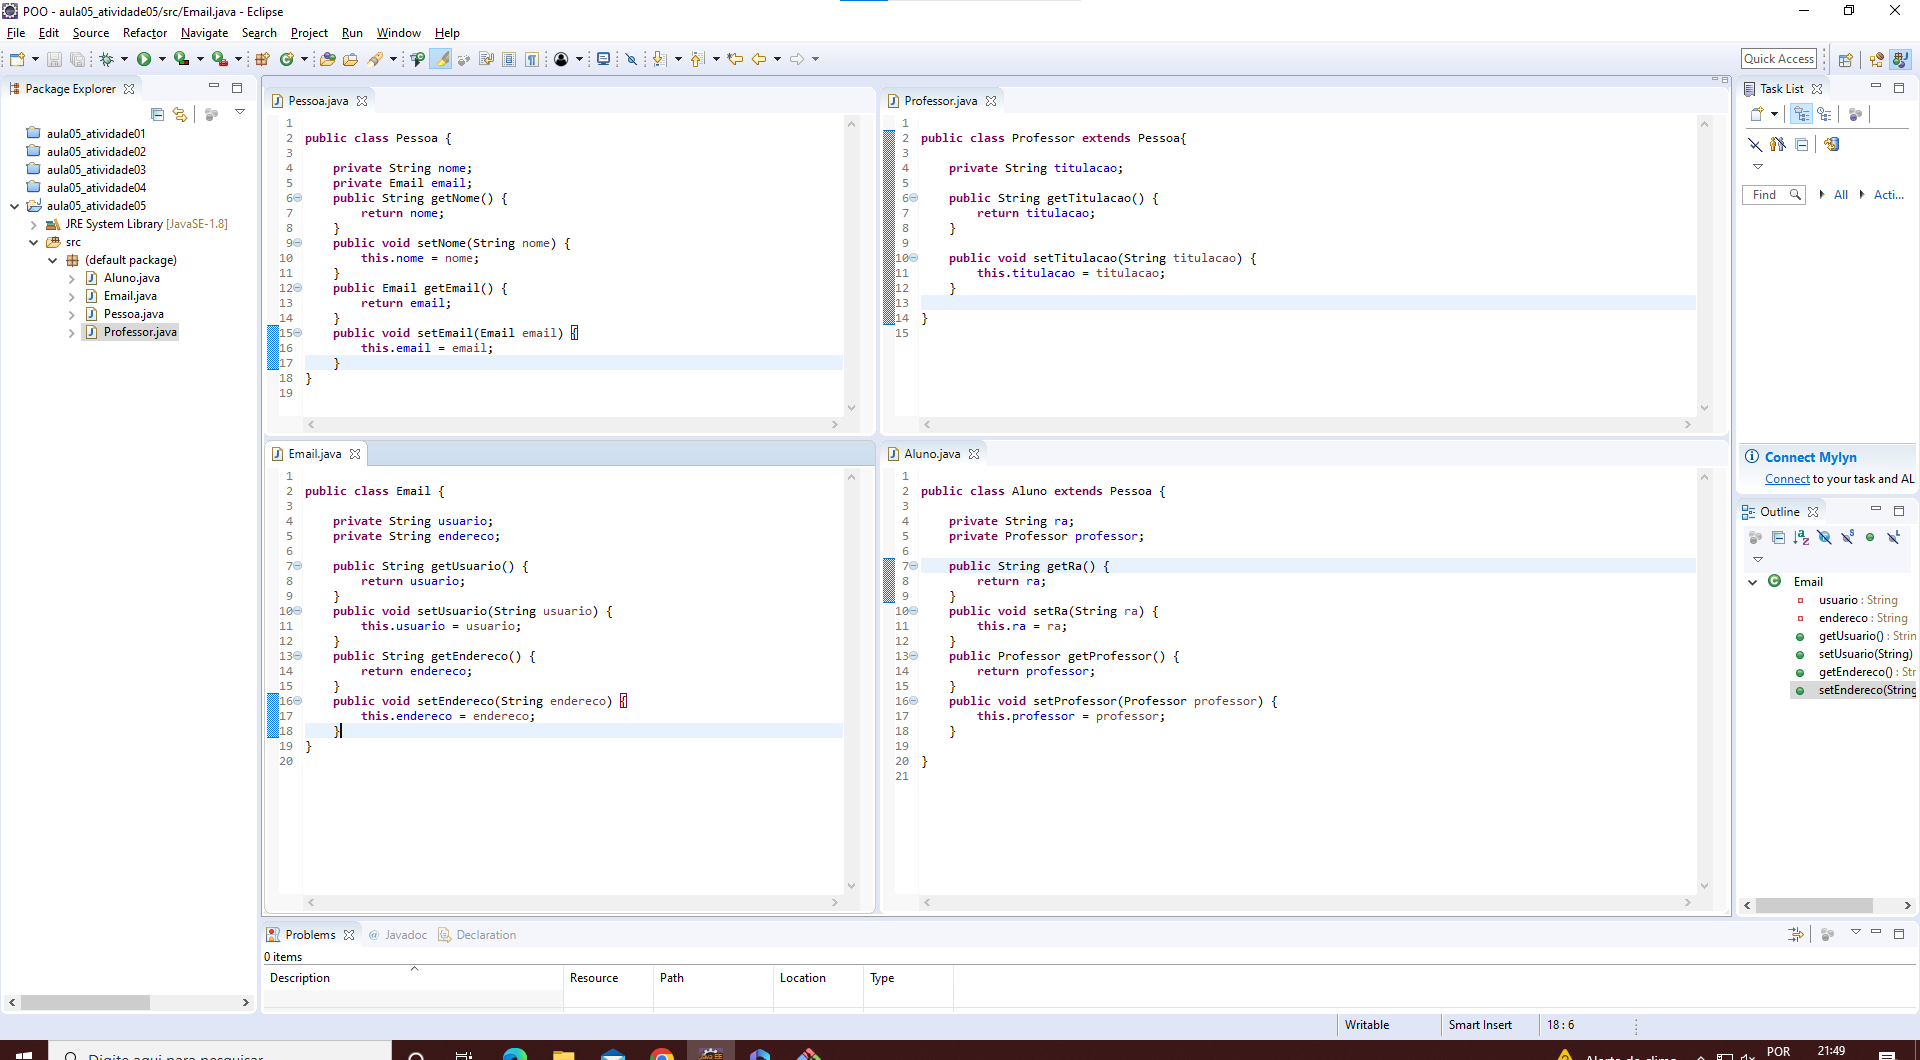 POO - aula05_atividade05/src/Email.java - Eclipse
File Edit Source Refactor Navigate Search Project Run Window Help
Quick Access
Package Explorer
aula05_atividade01
aula05_atividade02
aula05_atividade03
aula05_atividade04
aula05_atividade05
JRE System Library [JavaSE-1.8]
src
(default package)
Aluno.java
Email.java
Pessoa.java
Professor.java
Pessoa.java
1
2 public class Pessoa {
3
4 private String nome;
5 private Email email;
6 public String getNome() {
7 return nome;
8 }
9 public void setNome(String nome) {
10 this.nome = nome;
11 }
12 public Email getEmail() {
13 return email;
14 }
15 public void setEmail(Email email) {
16 this.email = email;
17 }
18 }
19
Professor.java
1
2 public class Professor extends Pessoa{
3
4 private String titulacao;
5
6 public String getTitulacao() {
7 return titulacao;
8 }
9
10 public void setTitulacao(String titulacao) {
11 this.titulacao = titulacao;
12 }
13
14 }
15
Email.java
1
2 public class Email {
3
4 private String usuario;
5 private String endereco;
6
7 public String getUsuario() {
8 return usuario;
9 }
10 public void setUsuario(String usuario) {
11 this.usuario = usuario;
12 }
13 public String getEndereco() {
14 return endereco;
15 }
16 public void setEndereco(String endereco) {
17 this.endereco = endereco;
18 }
19 }
20
Aluno.java
1
2 public class Aluno extends Pessoa {
3
4 private String ra;
5 private Professor professor;
6
7 public String getRa() {
8 return ra;
9 }
10 public void setRa(String ra) {
11 this.ra = ra;
12 }
13 public Professor getProfessor() {
14 return professor;
15 }
16 public void setProfessor(Professor professor) {
17 this.professor = professor;
18 }
19
20 }
21
Task List
Find All Acti...
Connect Mylyn
Connect to your task and AL
Outline
Email
usuario : String
endereco : String
getUsuario() : Strin
setUsuario(String)
getEndereco() : Str
setEndereco(String
Problems @ Javadoc Declaration
0 items
Description Resource Path Location Type
Writable Smart Insert 18 : 6
Digite aqui para pesquisar
Alerta de clima POR 21:49